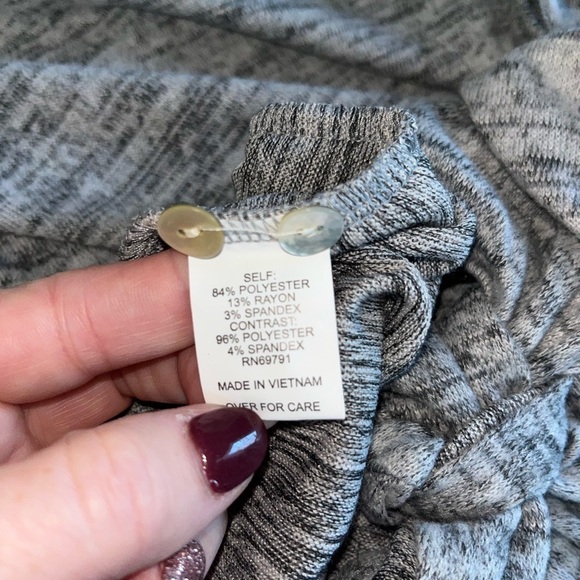 SELF:
84% POLYESTER
13% RAYON
3% SPANDEX
CONTRAST:
96% POLYESTER
4% SPANDEX
RN69791
MADE IN VIETNAM
OVER FOR CARE